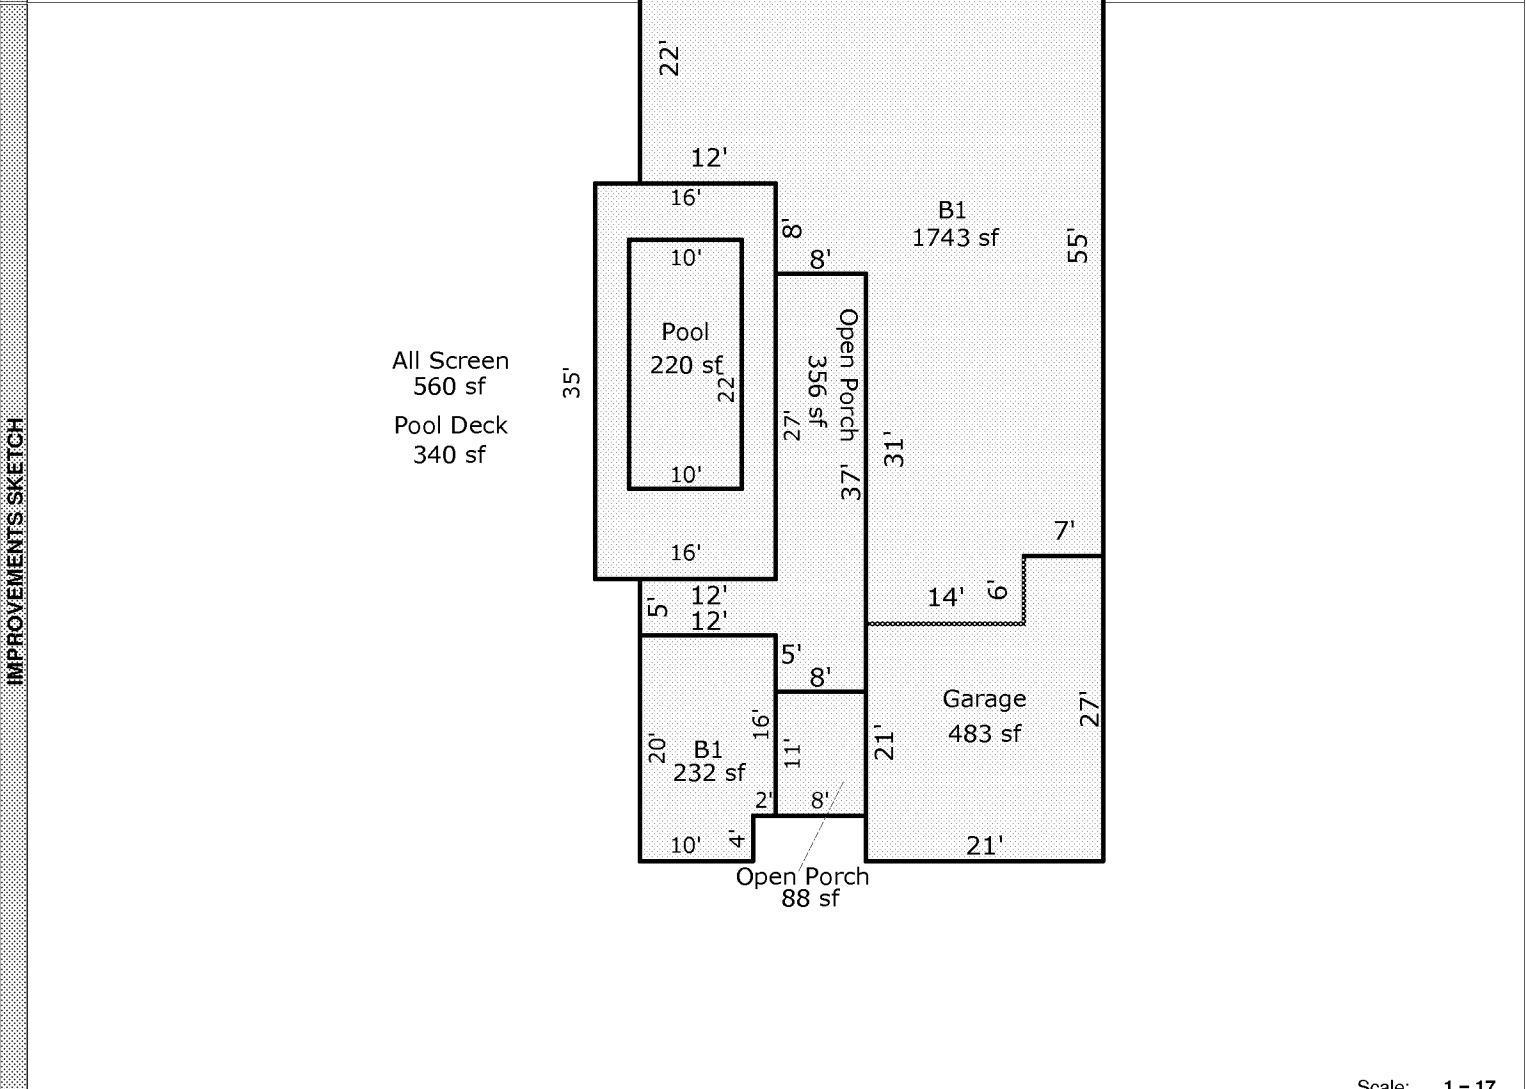 22'
12'
16'
8'
B1
1743 sf
55'
10'
8'
Pool
220 sf
22'
Open Porch
356 sf
All Screen
560 sf
35'
Pool Deck
340 sf
27'
31'
37'
10'
IMPROVEMENTS SKETCH
7'
16'
12'
5'
12'
14'
6'
5'
8'
Garage
483 sf
27'
20'
B1
232 sf
16'
11'
21'
2'
8'
10'
4'
21'
Open Porch
88 sf
Scale: 1 = 17